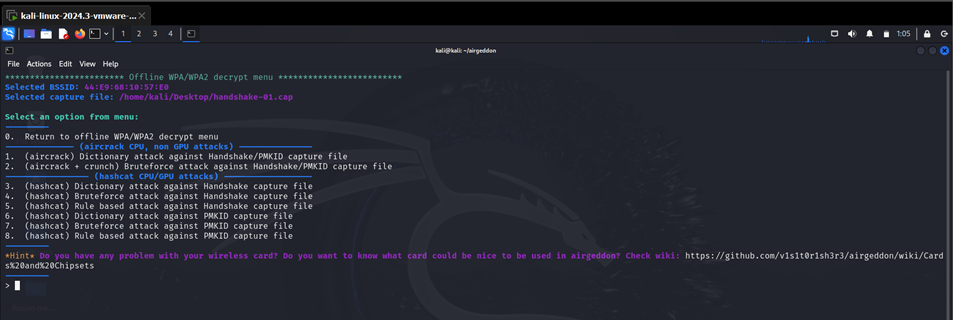 kali-linux-2024.3-vmware-...
1 2 3 4
1:05
kali@kali: ~/airgeddon
File Actions Edit View Help
************************ Offline WPA/WPA2 decrypt menu *************************
Selected BSSID: 44:E9:68:10:57:E0
Selected capture file: /home/kali/Desktop/handshake-01.cap
Select an option from menu:
0. Return to offline WPA/WPA2 decrypt menu
(aircrack CPU, non GPU attacks)
1. (aircrack) Dictionary attack against Handshake/PMKID capture file
2. (aircrack + crunch) Bruteforce attack against Handshake/PMKID capture file
(hashcat CPU/GPU attacks)
3. (hashcat) Dictionary attack against Handshake capture file
4. (hashcat) Bruteforce attack against Handshake capture file
5. (hashcat) Rule based attack against Handshake capture file
6. (hashcat) Dictionary attack against PMKID capture file
7. (hashcat) Bruteforce attack against PMKID capture file
8. (hashcat) Rule based attack against PMKID capture file
*Hint* Do you have any problem with your wireless card? Do you want to know what card could be nice to be used in airgeddon? Check wiki: https://github.com/v1s1t0r1sh3r3/airgeddon/wiki/Card
s%20and%20Chipsets
>